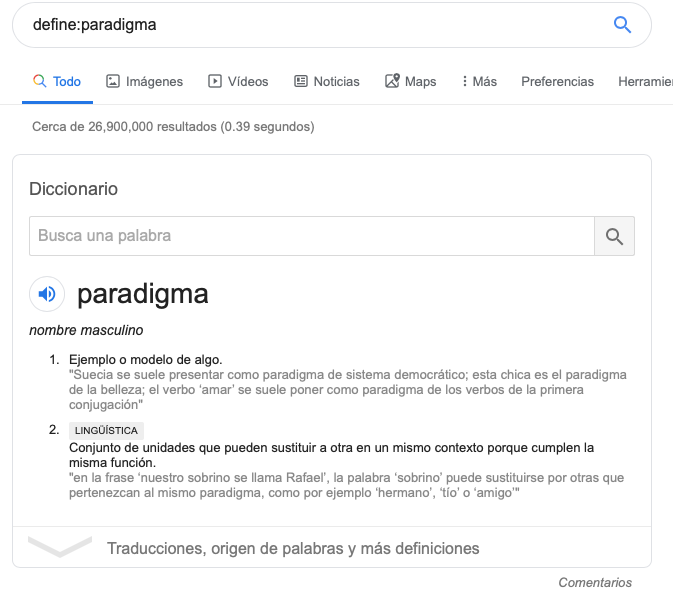 define:paradigma
Todo Imágenes Vídeos Noticias Maps Más Preferencias
Cerca de 26,900,000 resultados (0.39 segundos)
Diccionario
Busca una palabra
paradigma
nombre masculino
1. Ejemplo o modelo de algo.
"Suecia se suele presentar como paradigma de sistema democrático; esta chica es el paradigma
de la belleza; el verbo ‘amar’ se suele poner como paradigma de los verbos de la primera
conjugación"
2. LINGÜÍSTICA
Conjunto de unidades que pueden sustituir a otra en un mismo contexto porque cumplen la
misma función.
"en la frase ‘nuestro sobrino se llama Rafael’, la palabra ‘sobrino’ puede sustituirse por otras que
pertenezcan al mismo paradigma, como por ejemplo ‘hermano’, ‘tío’ o ‘amigo’"
Traducciones, origen de palabras y más definiciones
Comentarios